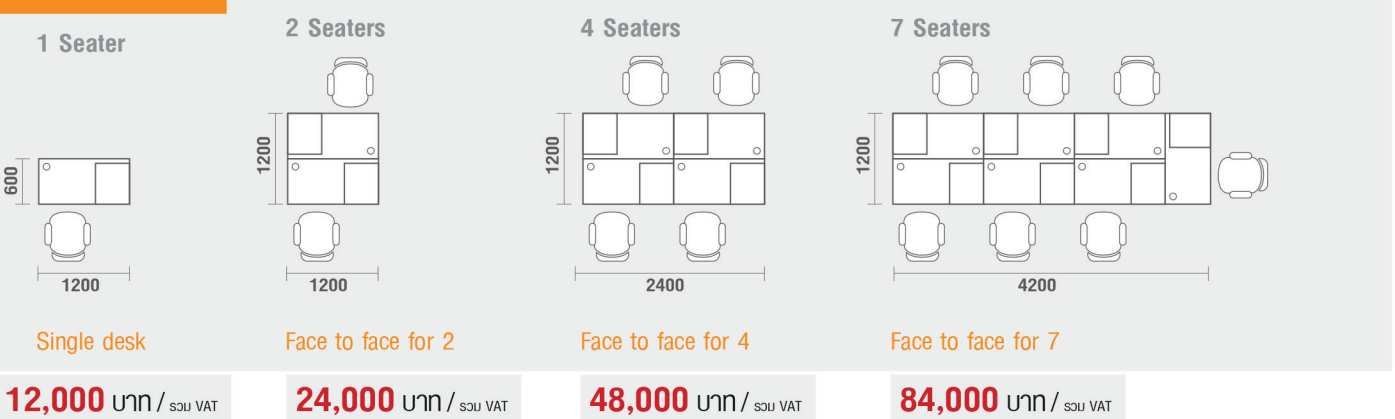 1 Seater
2 Seaters
4 Seaters
7 Seaters
600
1200
1200
1200
1200
1200
2400
4200
Single desk
Face to face for 2
Face to face for 4
Face to face for 7
12,000 บาท / รวม VAT
24,000 บาท / รวม VAT
48,000 บาท / รวม VAT
84,000 บาท / รวม VAT